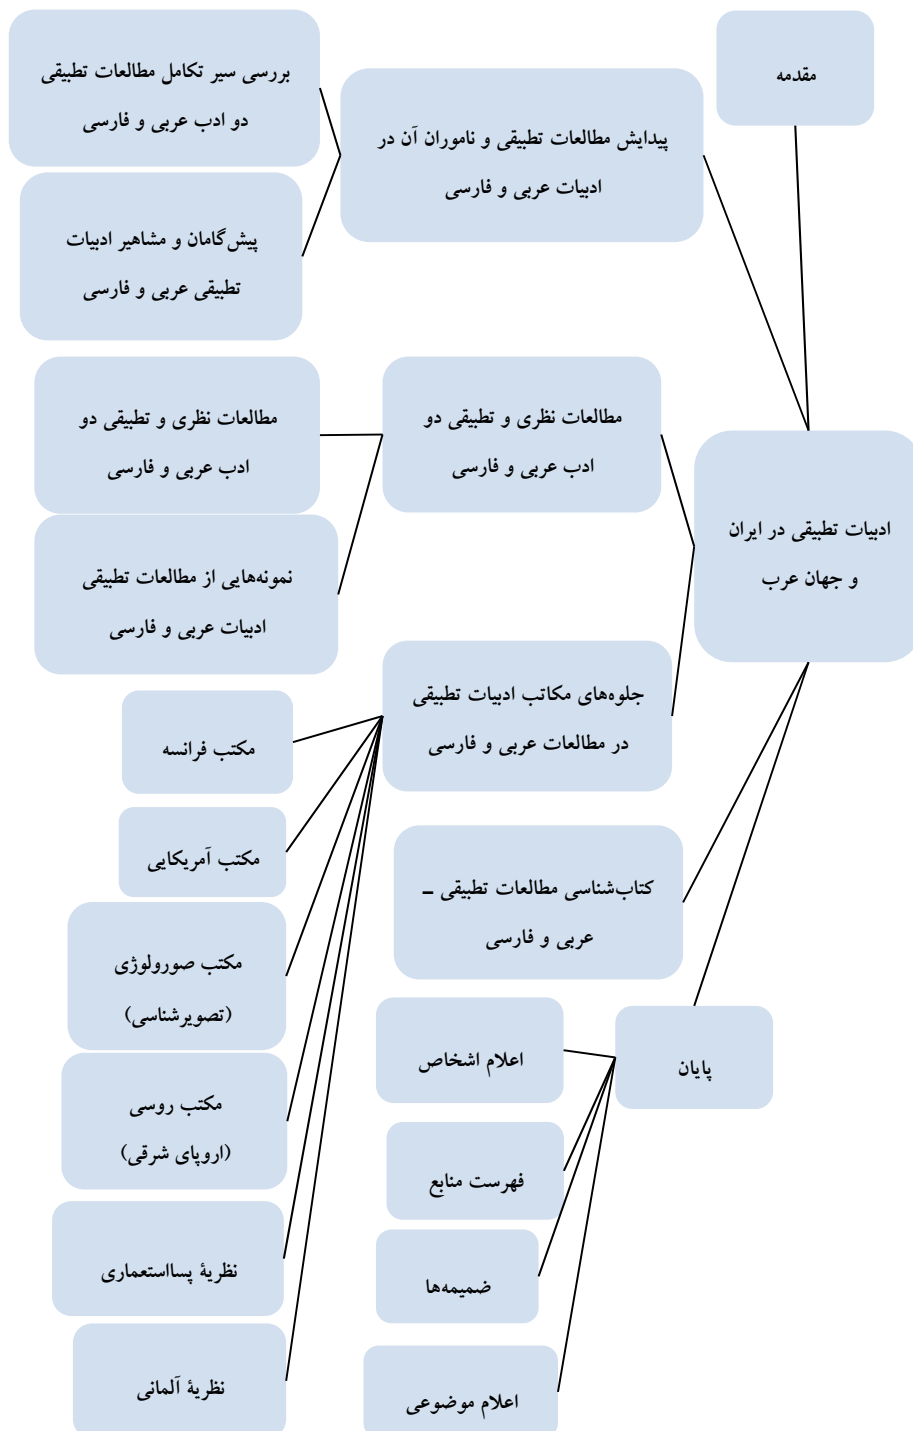 مقدمه
پیدایش مطالعات تطبیقی و ناموران آن در
ادبیات عربی و فارسی
بررسی سیر تکامل مطالعات تطبیقی
دو ادب عربی و فارسی
پیش‌گامان و مشاهیر ادبیات
تطبیقی عربی و فارسی
ادبیات تطبیقی در ایران
و جهان عرب
مطالعات نظری و تطبیقی دو
ادب عربی و فارسی
مطالعات نظری و تطبیقی دو
ادب عربی و فارسی
نمونه‌هایی از مطالعات تطبیقی
ادبیات عربی و فارسی
جلوه‌های مکاتب ادبیات تطبیقی
در مطالعات عربی و فارسی
مکتب فرانسه
مکتب آمریکایی
مکتب صورولوژی
(تصویرشناسی)
مکتب روسی
(اروپای شرقی)
نظریهٔ پسااستعماری
نظریهٔ آلمانی
کتاب‌شناسی مطالعات تطبیقی ــ
عربی و فارسی
پایان
اعلام اشخاص
فهرست منابع
ضمیمه‌ها
اعلام موضوعی